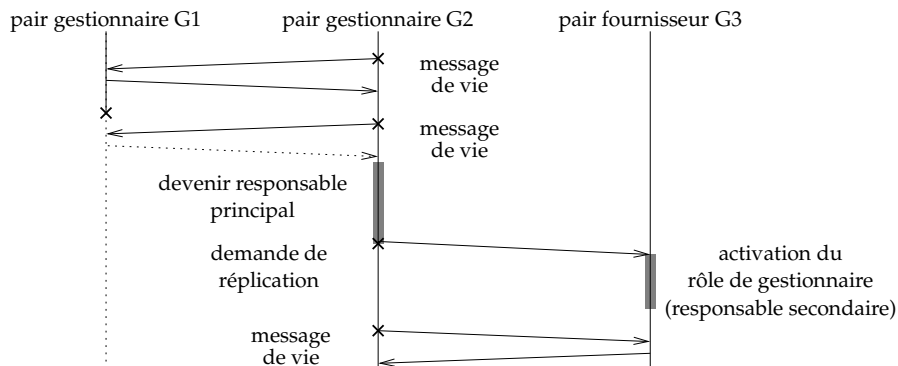 pair gestionnaire G1
pair gestionnaire G2
pair fournisseur G3
message
de vie
message
de vie
devenir responsable
principal
demande de
réplication
activation du
rôle de gestionnaire
(responsable secondaire)
message
de vie